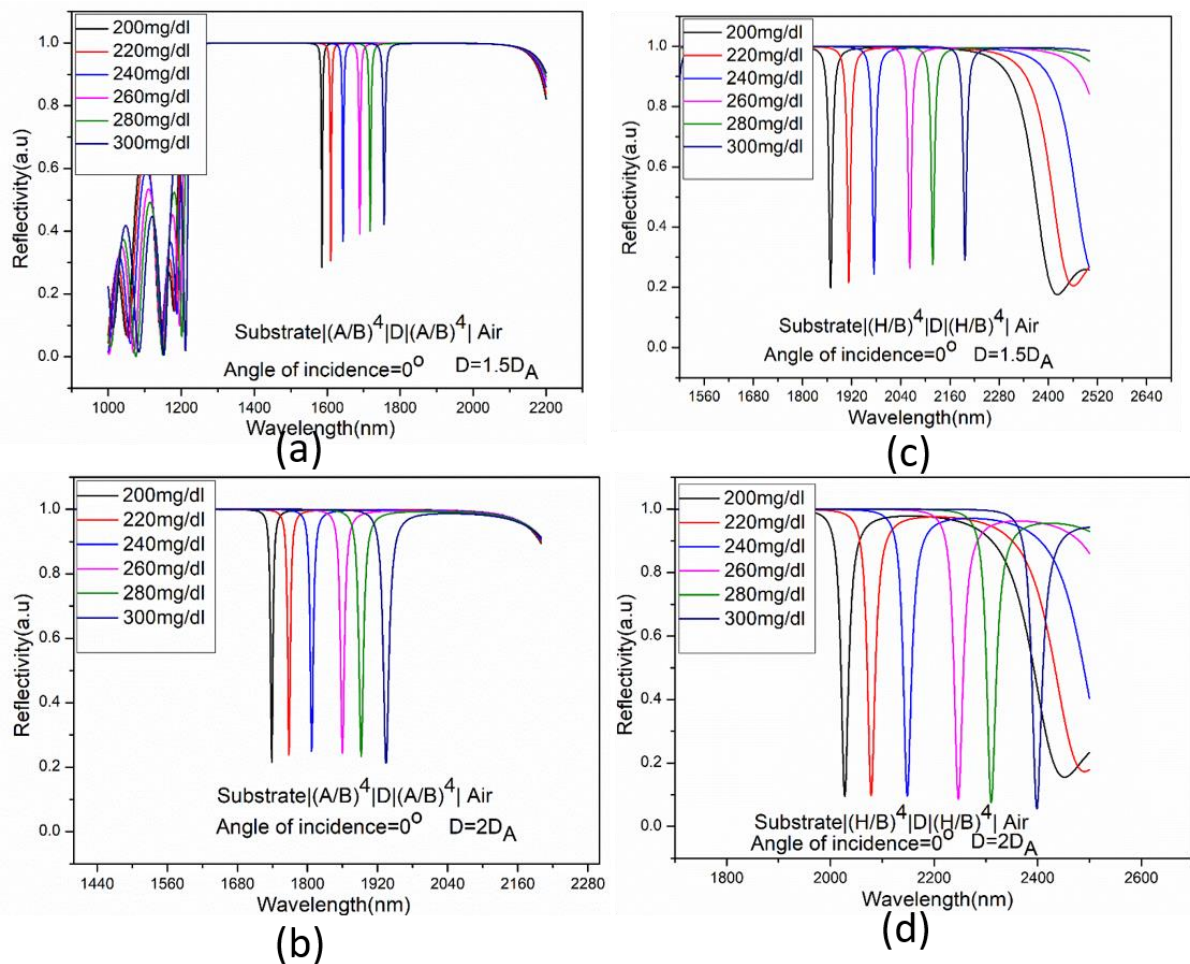 200mg/dl
220mg/dl
240mg/dl
260mg/dl
280mg/dl
300mg/dl
1.0
0.8
0.6
0.4
0.2
0.0
Reflectivity(a.u)
Substrate|(A/B)⁴|D|(A/B)⁴| Air
Angle of incidence=0° D=1.5D_A
1000 1200 1400 1600 1800 2000 2200
Wavelength(nm)
(a)
200mg/dl
220mg/dl
240mg/dl
260mg/dl
280mg/dl
300mg/dl
1.0
0.8
0.6
0.4
0.2
0.0
Reflectivity(a.u)
Substrate|(H/B)⁴|D|(H/B)⁴| Air
Angle of incidence=0° D=1.5D_A
1560 1680 1800 1920 2040 2160 2280 2400 2520 2640
Wavelength(nm)
(c)
200mg/dl
220mg/dl
240mg/dl
260mg/dl
280mg/dl
300mg/dl
1.0
0.8
0.6
0.4
0.2
0.0
Reflectivity(a.u)
Substrate|(A/B)⁴|D|(A/B)⁴| Air
Angle of incidence=0° D=2D_A
1440 1560 1680 1800 1920 2040 2160 2280
Wavelength(nm)
(b)
200mg/dl
220mg/dl
240mg/dl
260mg/dl
280mg/dl
300mg/dl
1.0
0.8
0.6
0.4
0.2
0.0
Reflectivity(a.u)
Substrate|(H/B)⁴|D|(H/B)⁴| Air
Angle of incidence=0° D=2D_A
1800 2000 2200 2400 2600
Wavelength(nm)
(d)